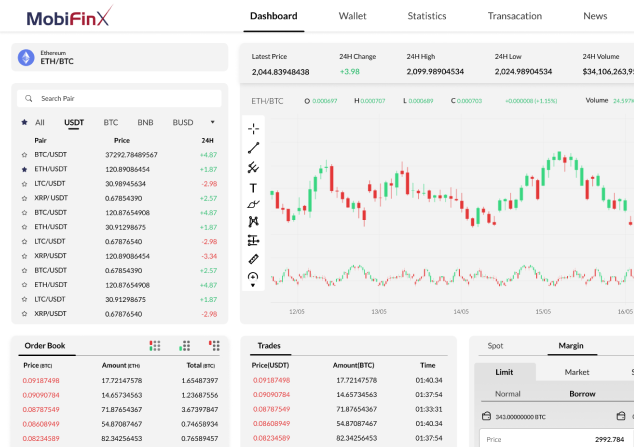 MobiFinX
Dashboard Wallet Statistics Transacation News
Ethereum
ETH/BTC
Latest Price 24H Change 24H High 24H Low 24H Volume
2,044.83948438 +3.98 2,099.98904534 2,024.98904534 $34,106,263,95
Search Pair
All USDT BTC BNB BUSD
Pair Price 24H
BTC/USDT 37292.78489567 +4.87
ETH/USDT 120.89086454 +1.87
LTC/USDT 30.98945634 -2.98
XRP/ USDT 0.67854390 +2.57
BTC/USDT 120.87654908 +4.87
ETH/USDT 30.91298675 +1.87
LTC/USDT 0.67876540 -2.98
XRP/USDT 120.89086454 -3.34
BTC/USDT 0.67854390 +2.57
ETH/USDT 120.87654908 +4.87
LTC/USDT 30.91298675 +1.87
XRP/USDT 0.67876540 -2.98
ETH/BTC O 0.000697 H 0.000707 L 0.000689 C 0.000703 +0.000008 (+1.15%) Volume
12/05 13/05 14/05 15/05 16/05
Order Book
Price (BTC) Amount (ETH) Total (BTC)
0.09187498 17.72147578 1.65487397
0.09090784 14.65734563 1.23687556
0.08787549 71.87654367 3.67397847
0.08608949 54.87087467 0.74658934
0.08234589 82.34256453 0.76589457
Trades
Price(USDT) Amount(BTC) Time
0.09187498 17.72147578 01:40.34
0.09090784 14.65734563 01:37:54
0.08787549 71.87654367 01:33:31
0.08608949 54.87087467 01:40.34
0.08234589 82.34256453 01:37:54
Spot Margin
Limit Market S
Normal Borrow
343.00000000 BTC
Price 2992.784